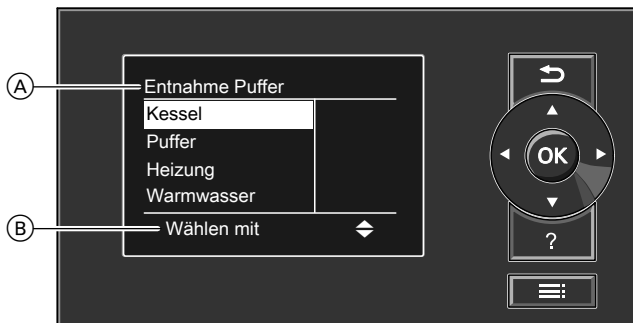 A
Entnahme Puffer
Kessel
Puffer
Heizung
Warmwasser
B
Wählen mit
OK
?